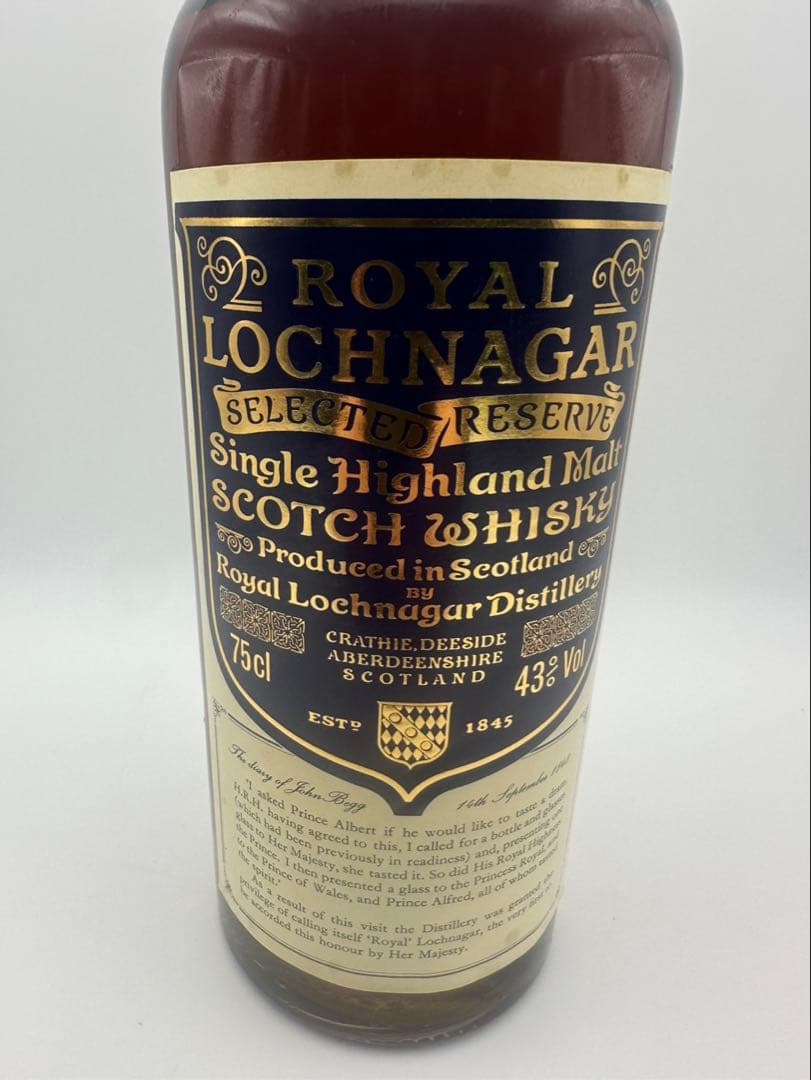 ROYAL
LOCHNAGAR
SELECTED RESERVE
Single Highland Malt
SCOTCH WHISKY
Produced in Scotland
BY
Royal Lochnagar Distillery
CRATHIE, DEESIDE
ABERDEENSHIRE
SCOTLAND
75cl
43% Vol
ESTD 1845
The diary of John Begg 14th September
'I asked Prince Albert if he would like to taste a dram.
H.R.H. having agreed to this, I called for a bottle and glasses
(which had been previously in readiness) and, presenting one
glass to Her Majesty, she tasted it. So did His Royal Highness
the Prince. I then presented a glass to the Princess Royal, and
to the Prince of Wales, and Prince Alfred, all of whom tasted
the spirit.'
As a result of this visit the Distillery was granted the
privilege of calling itself 'Royal' Lochnagar, the very first to
be accorded this honour by Her Majesty.